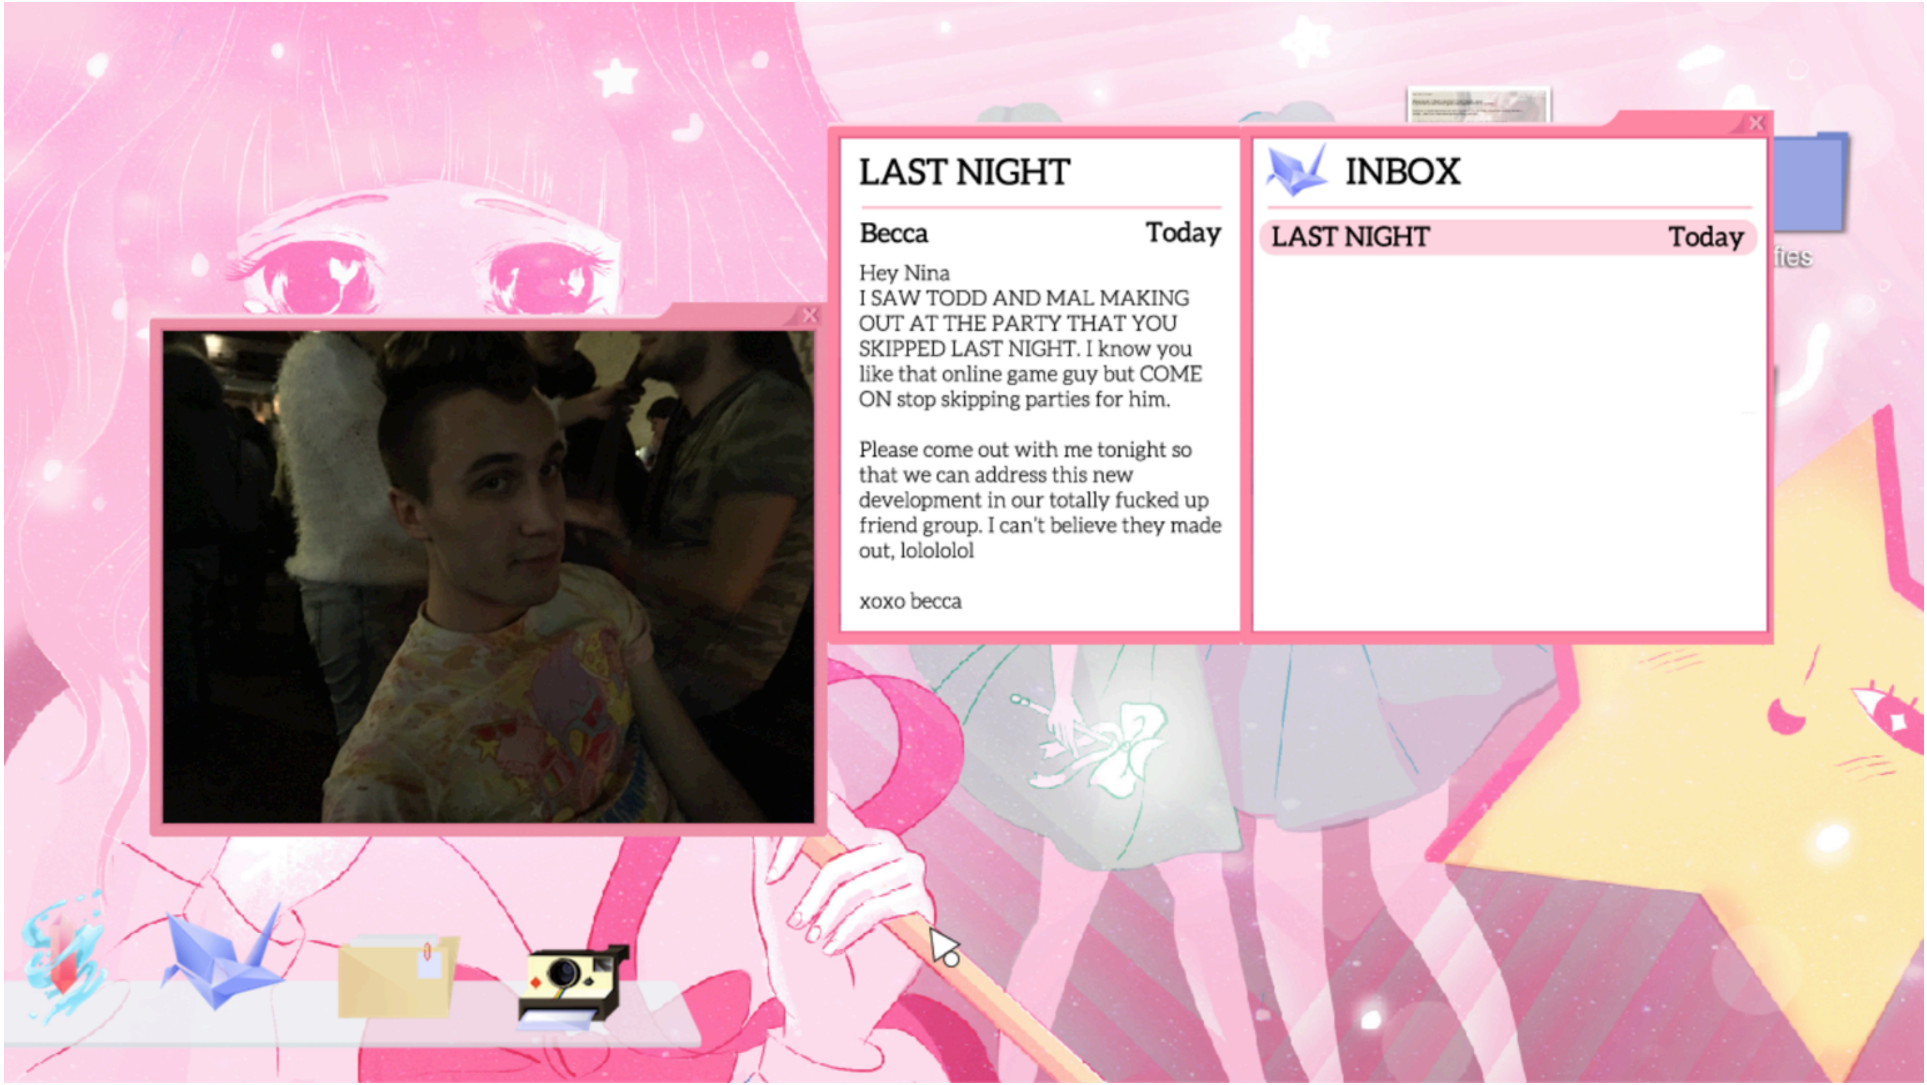 LAST NIGHT
Becca Today
Hey Nina
I SAW TODD AND MAL MAKING
OUT AT THE PARTY THAT YOU
SKIPPED LAST NIGHT. I know you
like that online game guy but COME
ON stop skipping parties for him.
Please come out with me tonight so
that we can address this new
development in our totally fucked up
friend group. I can't believe they made
out, lolololol
xoxo becca
INBOX
LAST NIGHT Today